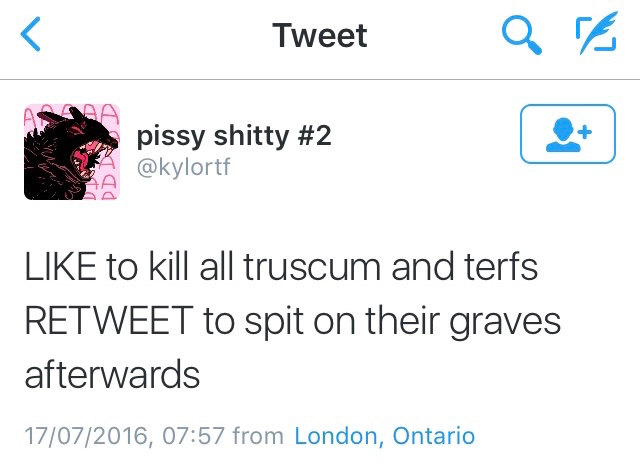 Tweet
pissy shitty #2
@kylortf
LIKE to kill all truscum and terfs
RETWEET to spit on their graves
afterwards
17/07/2016, 07:57 from London, Ontario